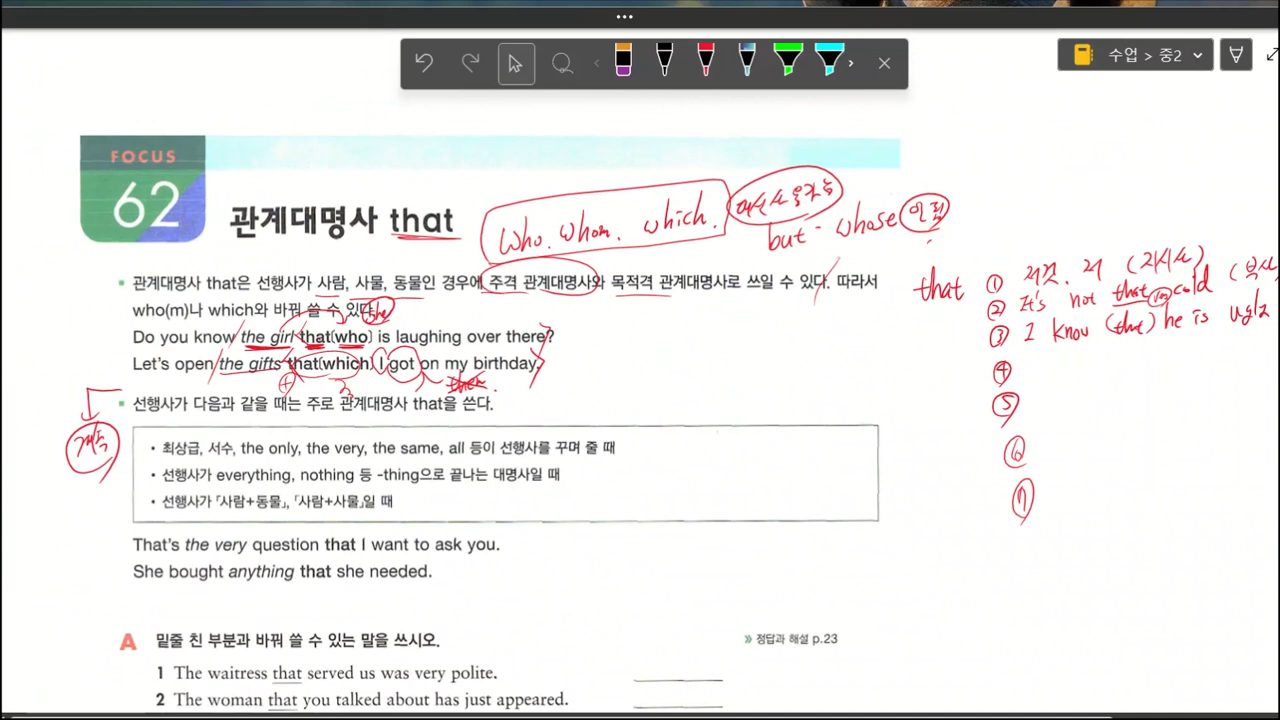 수업 > 중2
FOCUS
62
관계대명사 that
who. whom. which.
but - whose
관계대명사 that은 선행사가 사람, 사물, 동물인 경우에 주격 관계대명사와 목적격 관계대명사로 쓰일 수 있다. 따라서
who(m)나 which와 바꿔 쓸 수 있다.
she
Do you know the girl that(who) is laughing over there?
Let's open the gifts that(which) I got on my birthday.
them
that ① 저것. 저 (지시사)
② It's not that cold
③ I know (that) he is
④
⑤
⑥
⑦
선행사가 다음과 같을 때는 주로 관계대명사 that을 쓴다.
계속
• 최상급, 서수, the only, the very, the same, all 등이 선행사를 꾸며 줄 때
• 선행사가 everything, nothing 등 -thing으로 끝나는 대명사일 때
• 선행사가 「사람+동물」, 「사람+사물」일 때
That's the very question that I want to ask you.
She bought anything that she needed.
A 밑줄 친 부분과 바꿔 쓸 수 있는 말을 쓰시오.
» 정답과 해설 p.23
1 The waitress that served us was very polite.
2 The woman that you talked about has just appeared.